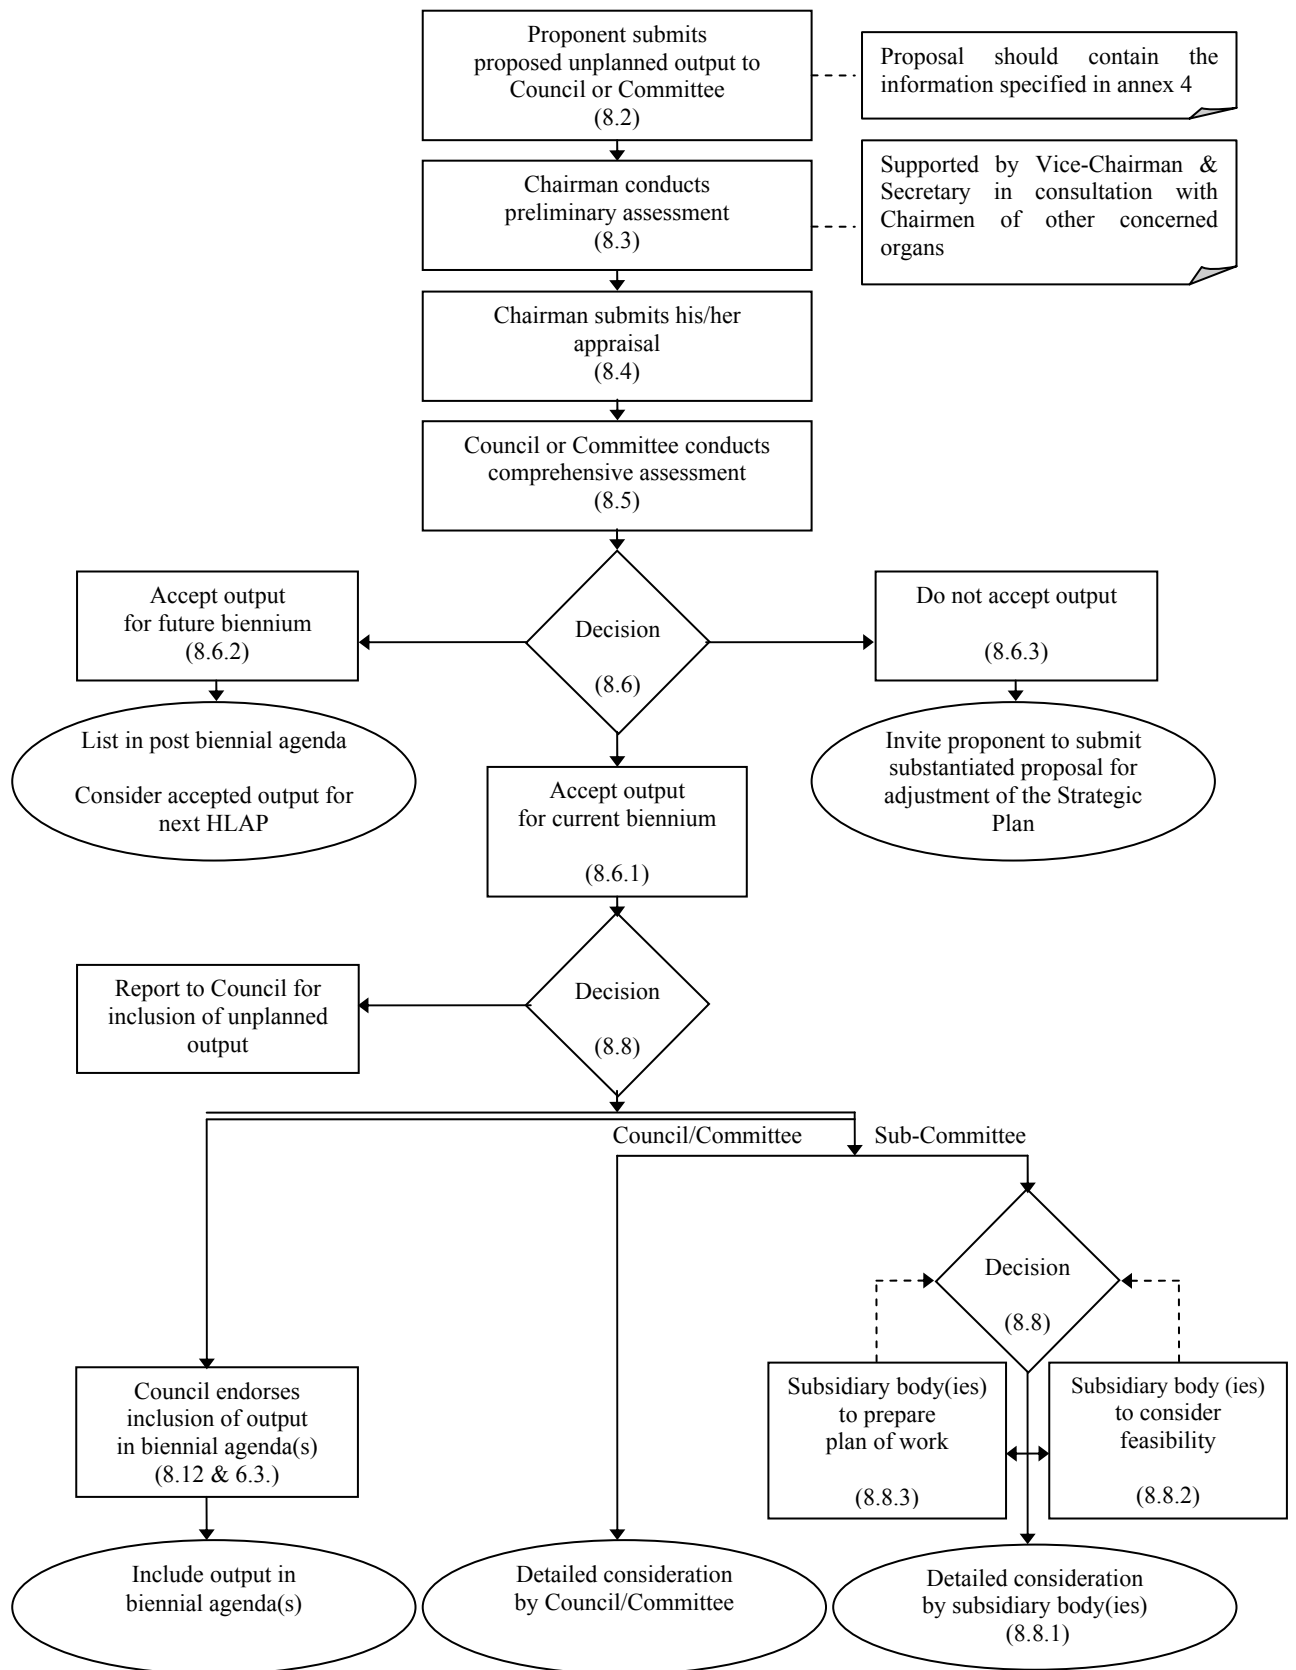 Proponent submits
proposed unplanned output to
Council or Committee
(8.2)
Proposal should contain the
information specified in annex 4
Chairman conducts
preliminary assessment
(8.3)
Supported by Vice-Chairman &
Secretary in consultation with
Chairmen of other concerned
organs
Chairman submits his/her
appraisal
(8.4)
Council or Committee conducts
comprehensive assessment
(8.5)
Accept output
for future biennium
(8.6.2)
Decision
(8.6)
Do not accept output
(8.6.3)
List in post biennial agenda
Consider accepted output for
next HLAP
Accept output
for current biennium
(8.6.1)
Invite proponent to submit
substantiated proposal for
adjustment of the Strategic
Plan
Report to Council for
inclusion of unplanned
output
Decision
(8.8)
Council/Committee
Sub-Committee
Decision
(8.8)
Council endorses
inclusion of output
in biennial agenda(s)
(8.12 & 6.3.)
Subsidiary body(ies)
to prepare
plan of work
(8.8.3)
Subsidiary body (ies)
to consider
feasibility
(8.8.2)
Include output in
biennial agenda(s)
Detailed consideration
by Council/Committee
Detailed consideration
by subsidiary body(ies)
(8.8.1)